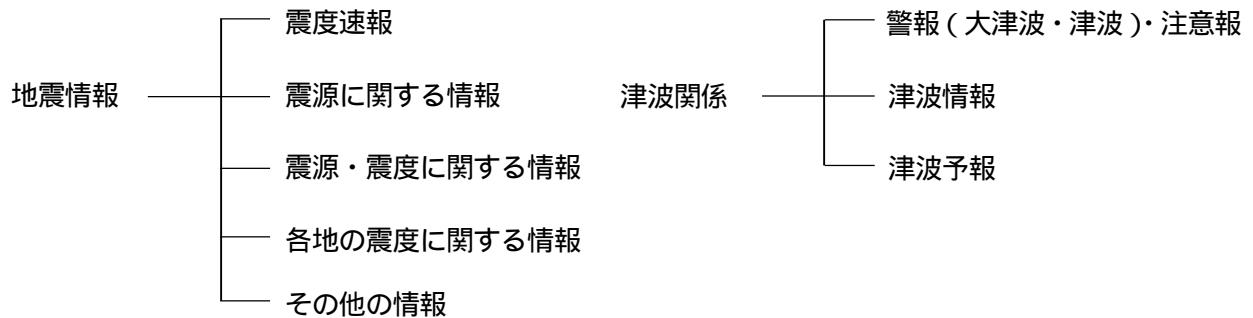 地震情報
震度速報
震源に関する情報
震源・震度に関する情報
各地の震度に関する情報
その他の情報
津波関係
警報(大津波・津波)・注意報
津波情報
津波予報